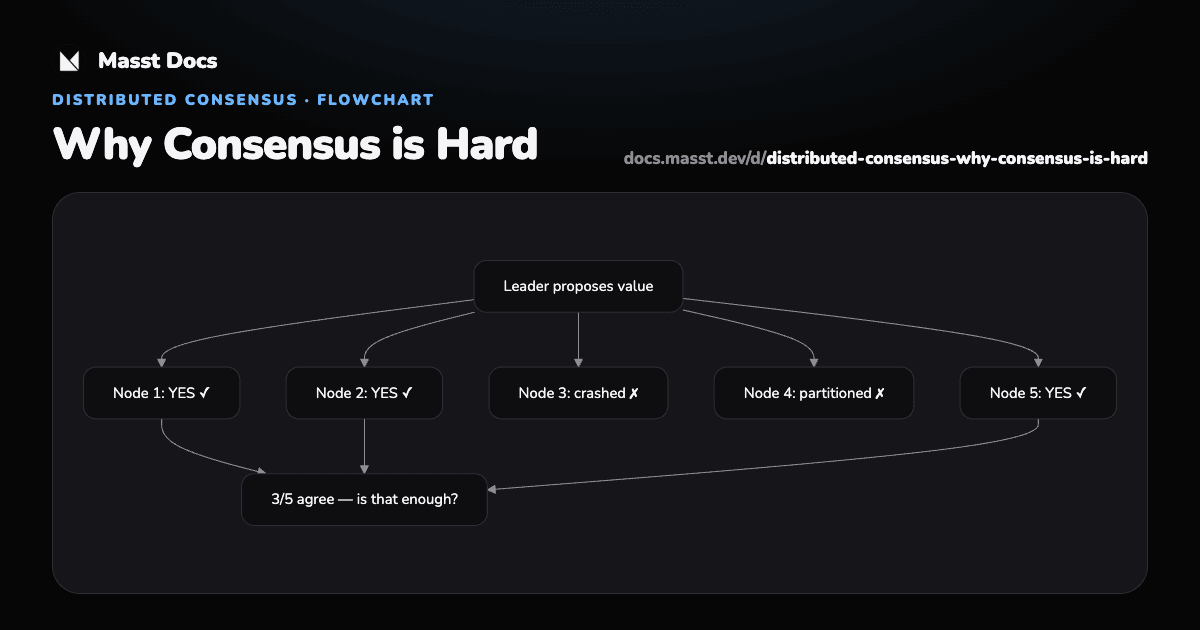 Masst Docs
DISTRIBUTED CONSENSUS · FLOWCHART
Why Consensus is Hard
docs.masst.dev/d/distributed-consensus-why-consensus-is-hard
Leader proposes value
Node 1: YES ✓
Node 2: YES ✓
Node 3: crashed ✗
Node 4: partitioned ✗
Node 5: YES ✓
3/5 agree — is that enough?